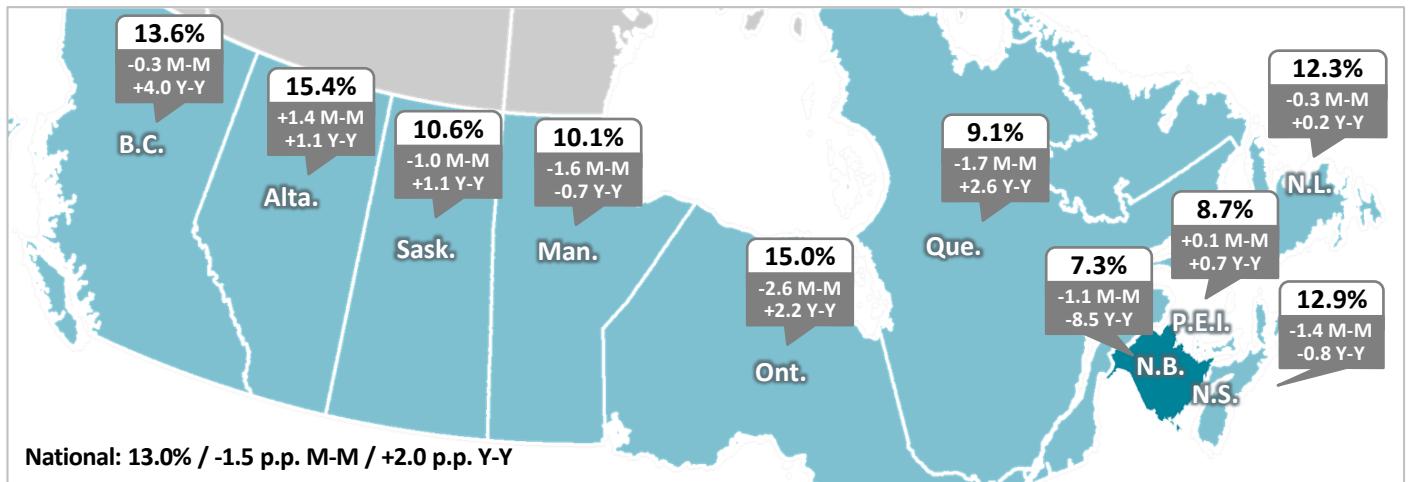 13.6%
-0.3 M-M
+4.0 Y-Y
B.C.
15.4%
+1.4 M-M
+1.1 Y-Y
Alta.
10.6%
-1.0 M-M
+1.1 Y-Y
Sask.
10.1%
-1.6 M-M
-0.7 Y-Y
Man.
15.0%
-2.6 M-M
+2.2 Y-Y
Ont.
9.1%
-1.7 M-M
+2.6 Y-Y
Que.
12.3%
-0.3 M-M
+0.2 Y-Y
N.L.
8.7%
+0.1 M-M
+0.7 Y-Y
P.E.I.
7.3%
-1.1 M-M
-8.5 Y-Y
N.B.
12.9%
-1.4 M-M
-0.8 Y-Y
N.S.
National: 13.0% / -1.5 p.p. M-M / +2.0 p.p. Y-Y